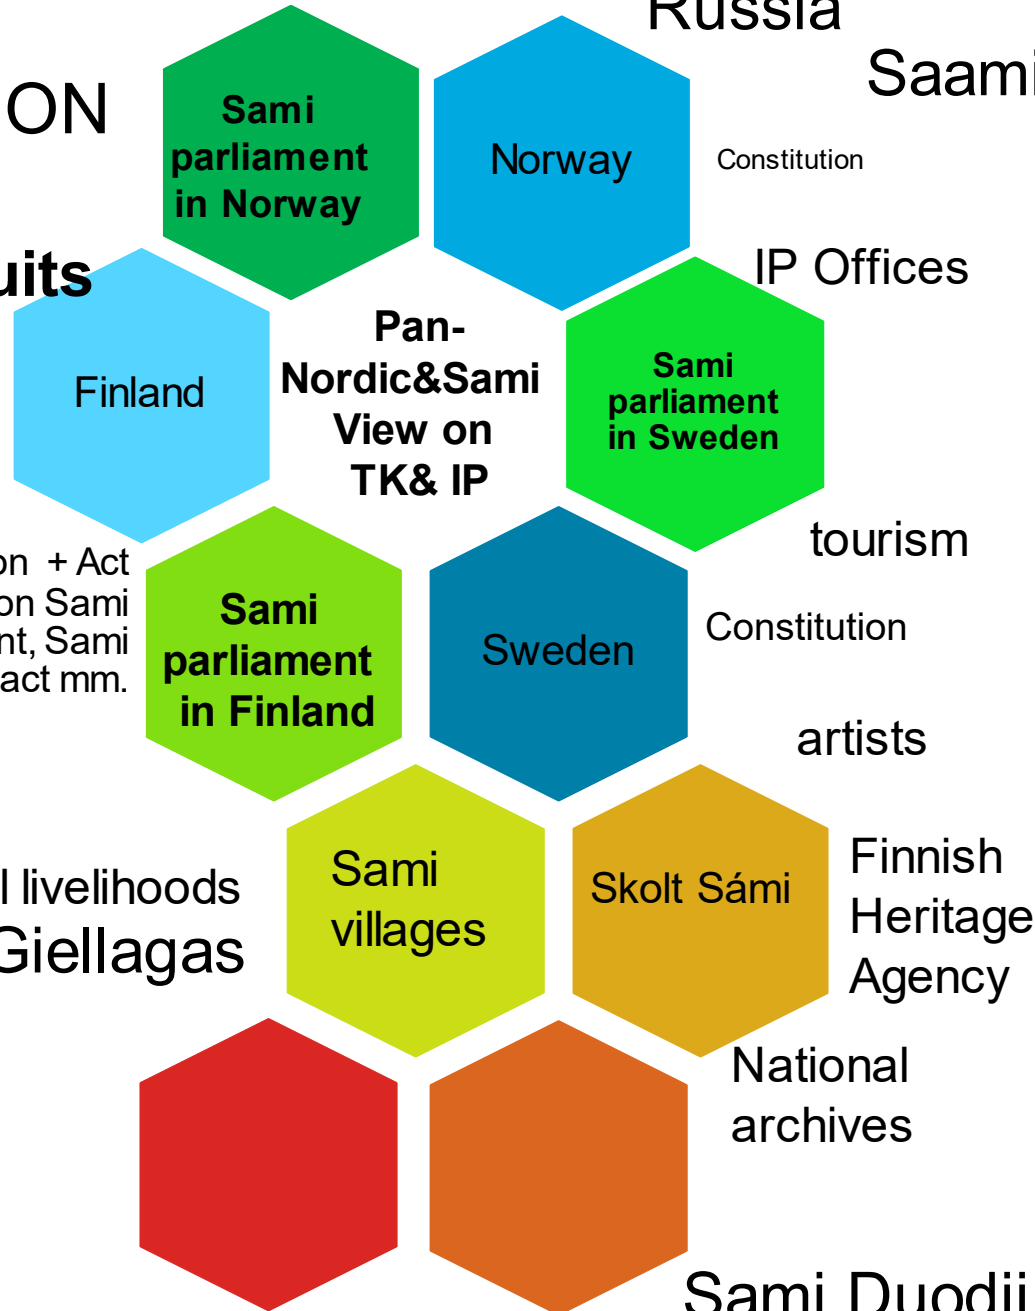 Russia
Saami
ON
Sami
parliament
in Norway
Norway
Constitution
uits
IP Offices
Finland
Pan-
Nordic&Sami
View on
TK& IP
Sami
parliament
in Sweden
tourism
on + Act
on Sami
nt, Sami
act mm.
Sami
parliament
in Finland
Sweden
Constitution
artists
l livelihoods
Giellagas
Sami
villages
Skolt Sámi
Finnish
Heritage
Agency
National
archives
Sami Duodji